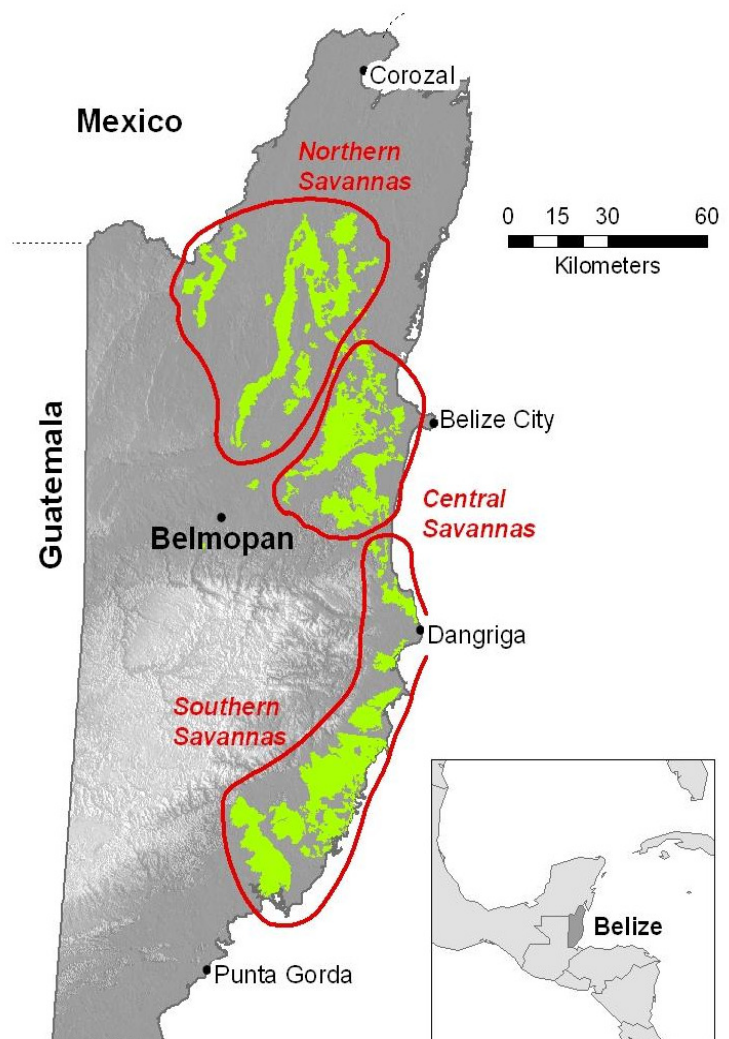 Corozal
Mexico
Northern
Savannas
0 15 30 60
Kilometers
Guatemala
Belize City
Central
Savannas
Belmopan
Dangriga
Southern
Savannas
Belize
Punta Gorda